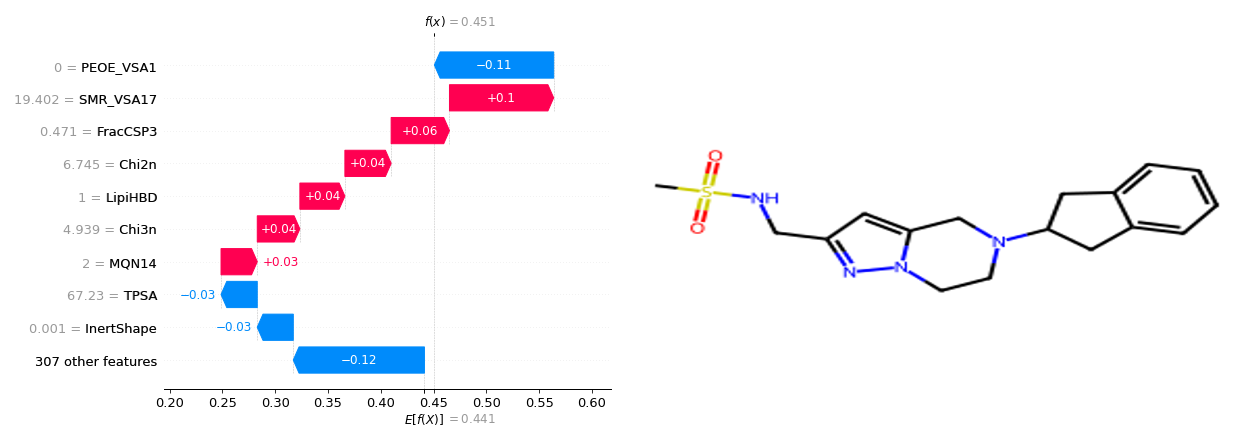 f(x) = 0.451
0 = PEOE_VSA1
−0.11
19.402 = SMR_VSA17
+0.1
0.471 = FracCSP3
+0.06
6.745 = Chi2n
+0.04
1 = LipiHBD
+0.04
4.939 = Chi3n
+0.04
2 = MQN14
+0.03
67.23 = TPSA
−0.03
0.001 = InertShape
−0.03
307 other features
−0.12
0.20 0.25 0.30 0.35 0.40 0.45 0.50 0.55 0.60
E[f(X)] = 0.441
O
S
O
NH
N
N
N